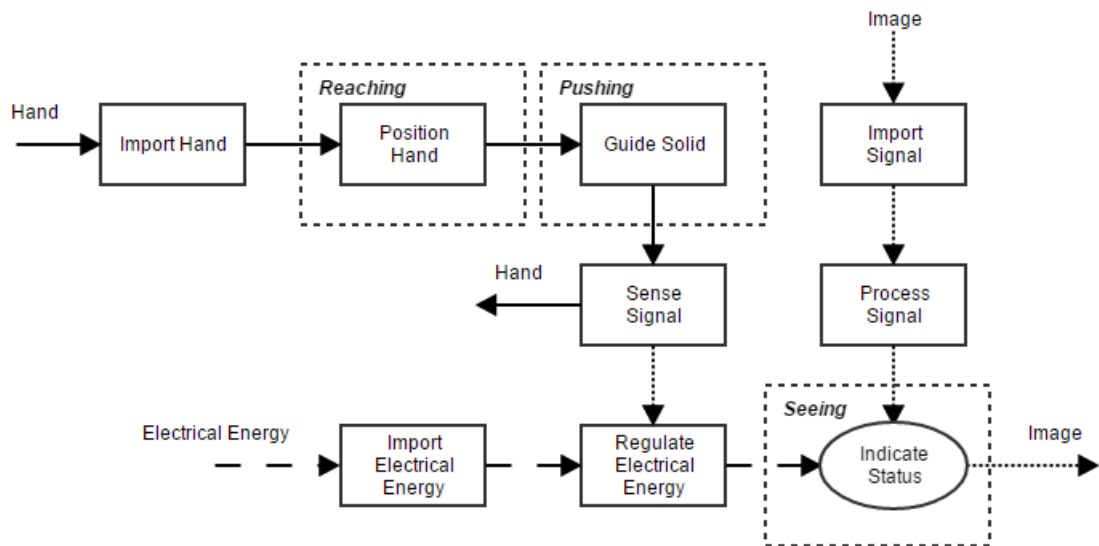 Image
Reaching
Pushing
Hand
Import Hand
Position
Hand
Guide Solid
Import
Signal
Hand
Sense
Signal
Process
Signal
Seeing
Electrical Energy
Import
Electrical
Energy
Regulate
Electrical
Energy
Indicate
Status
Image